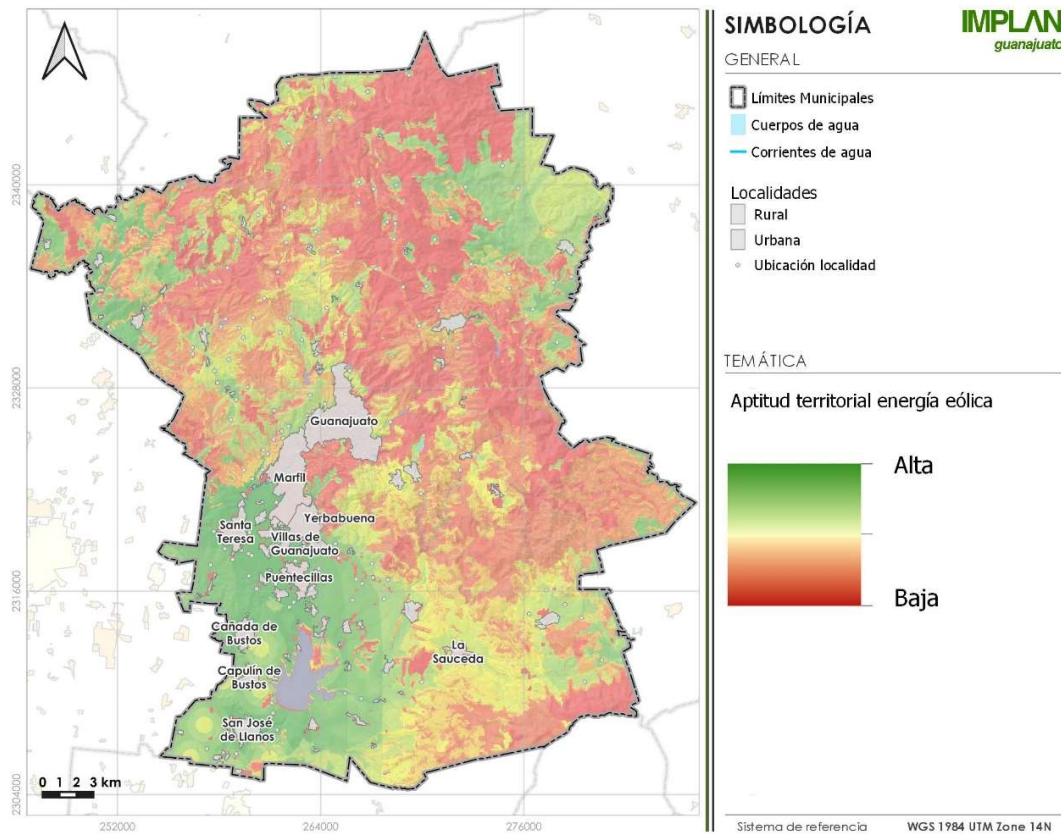 SIMBOLOGÍA
IMPLAN
guanajuato
GENERAL
Límites Municipales
Cuerpos de agua
Corrientes de agua
Localidades
Rural
Urbana
Ubicación localidad
TEMÁTICA
Aptitud territorial energía eólica
Alta
Baja
Sistema de referencia WGS 1984 UTM Zone 14N
2340000
2328000
2316000
2304000
Guanajuato
Marfil
Yerbabuena
Santa
Teresa
Villas de
Guanajuato
Puentecillas
Cañada de
Bustos
La
Sauceda
Capulín de
Bustos
San José
de Llanos
0 1 2 3 km
252000 264000 276000